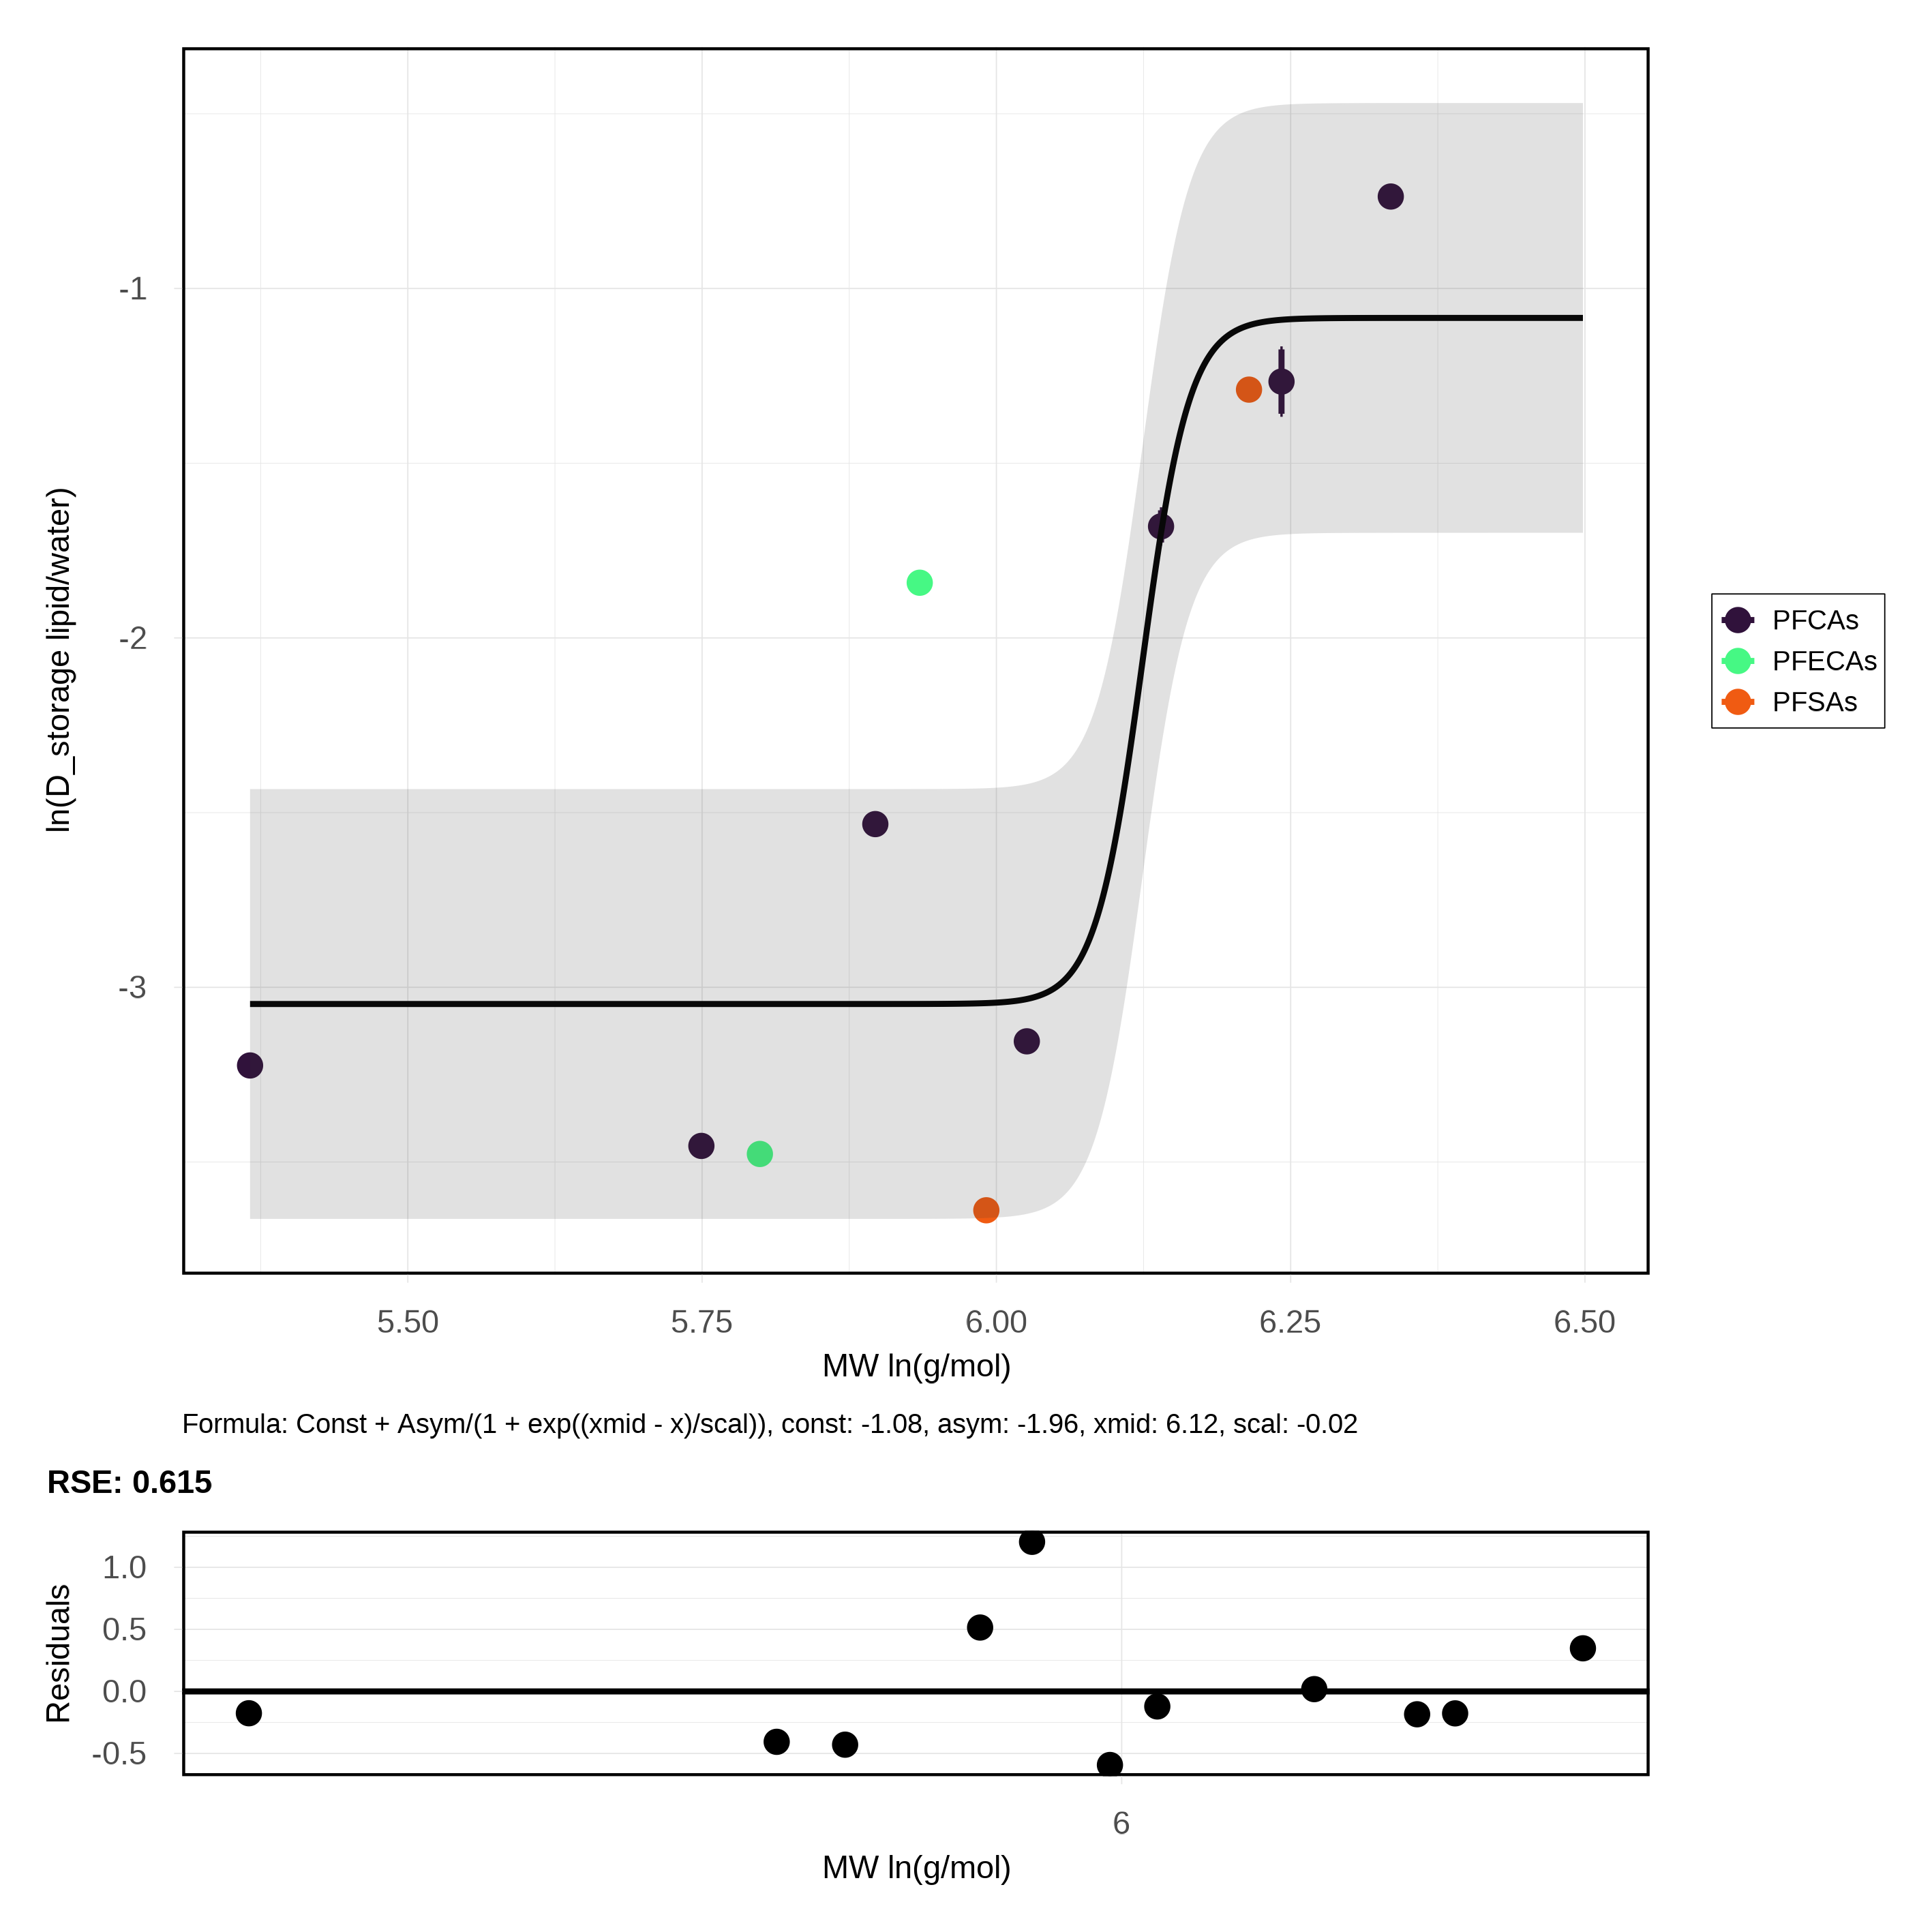 -1
-2
-3
ln(D_storage lipid/water)
5.50 5.75 6.00 6.25 6.50
MW ln(g/mol)
PFCAs
PFECAs
PFSAs
Formula: Const + Asym/(1 + exp((xmid - x)/scal)), const: -1.08, asym: -1.96, xmid: 6.12, scal: -0.02
RSE: 0.615
1.0
0.5
0.0
-0.5
Residuals
6
MW ln(g/mol)